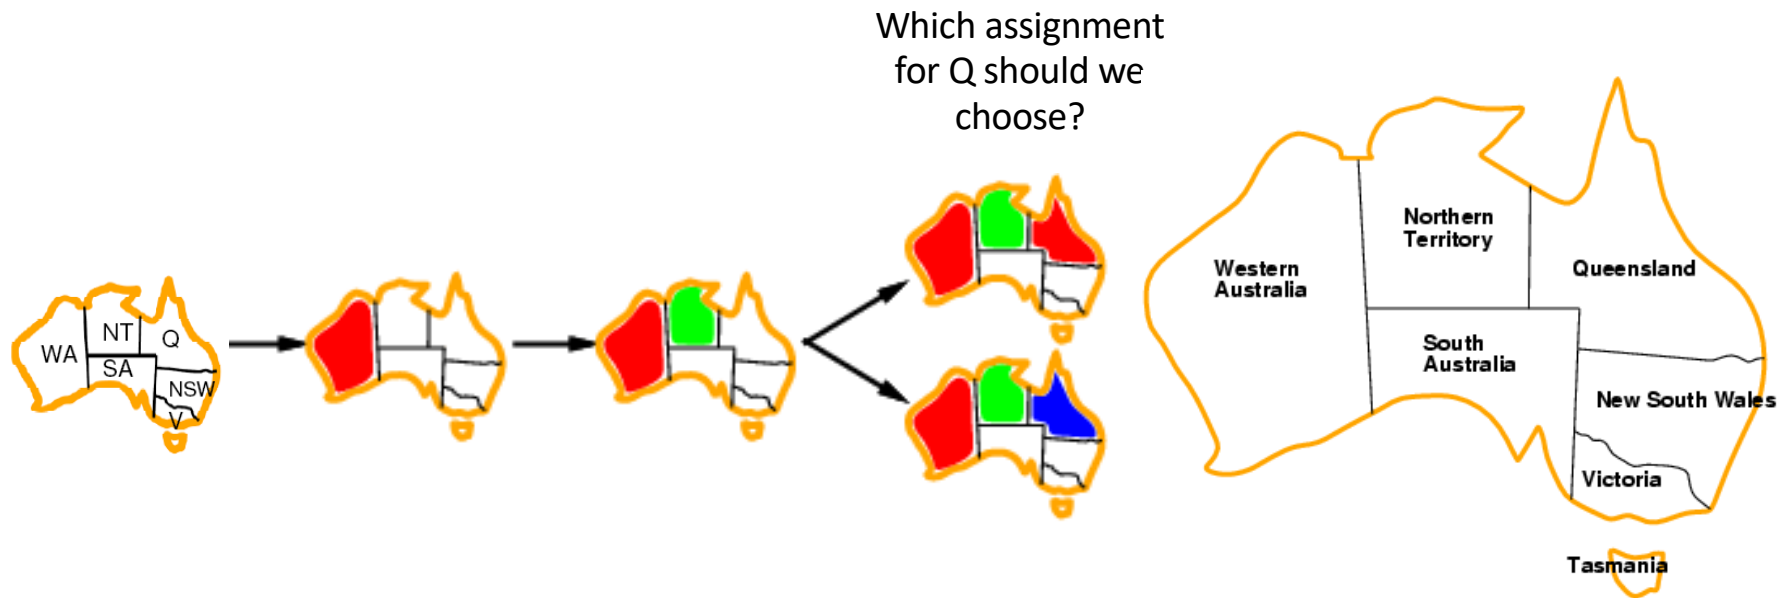 Which assignment
for Q should we
choose?
WA
NT
Q
SA
NSW
V
Northern
Territory
Western
Australia
Queensland
South
Australia
New South Wales
Victoria
Tasmania